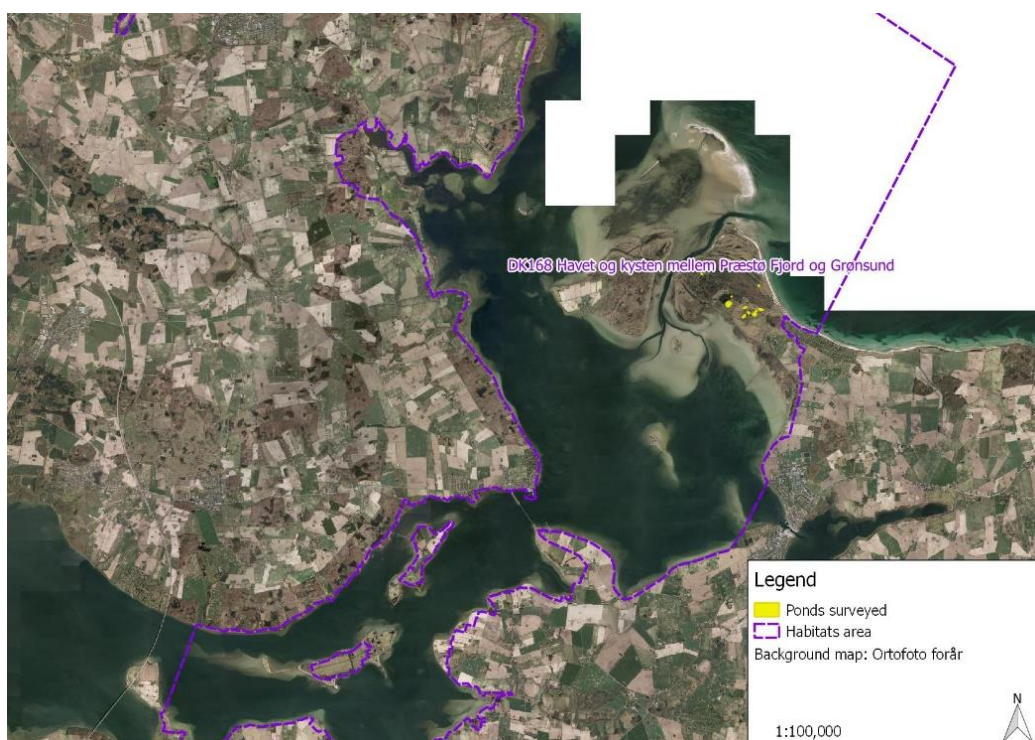 DK168 Havet og kysten mellem Præstø Fjord og Grønsund
Legend
Ponds surveyed
Habitats area
Background map: Ortofoto forår
1:100,000
N